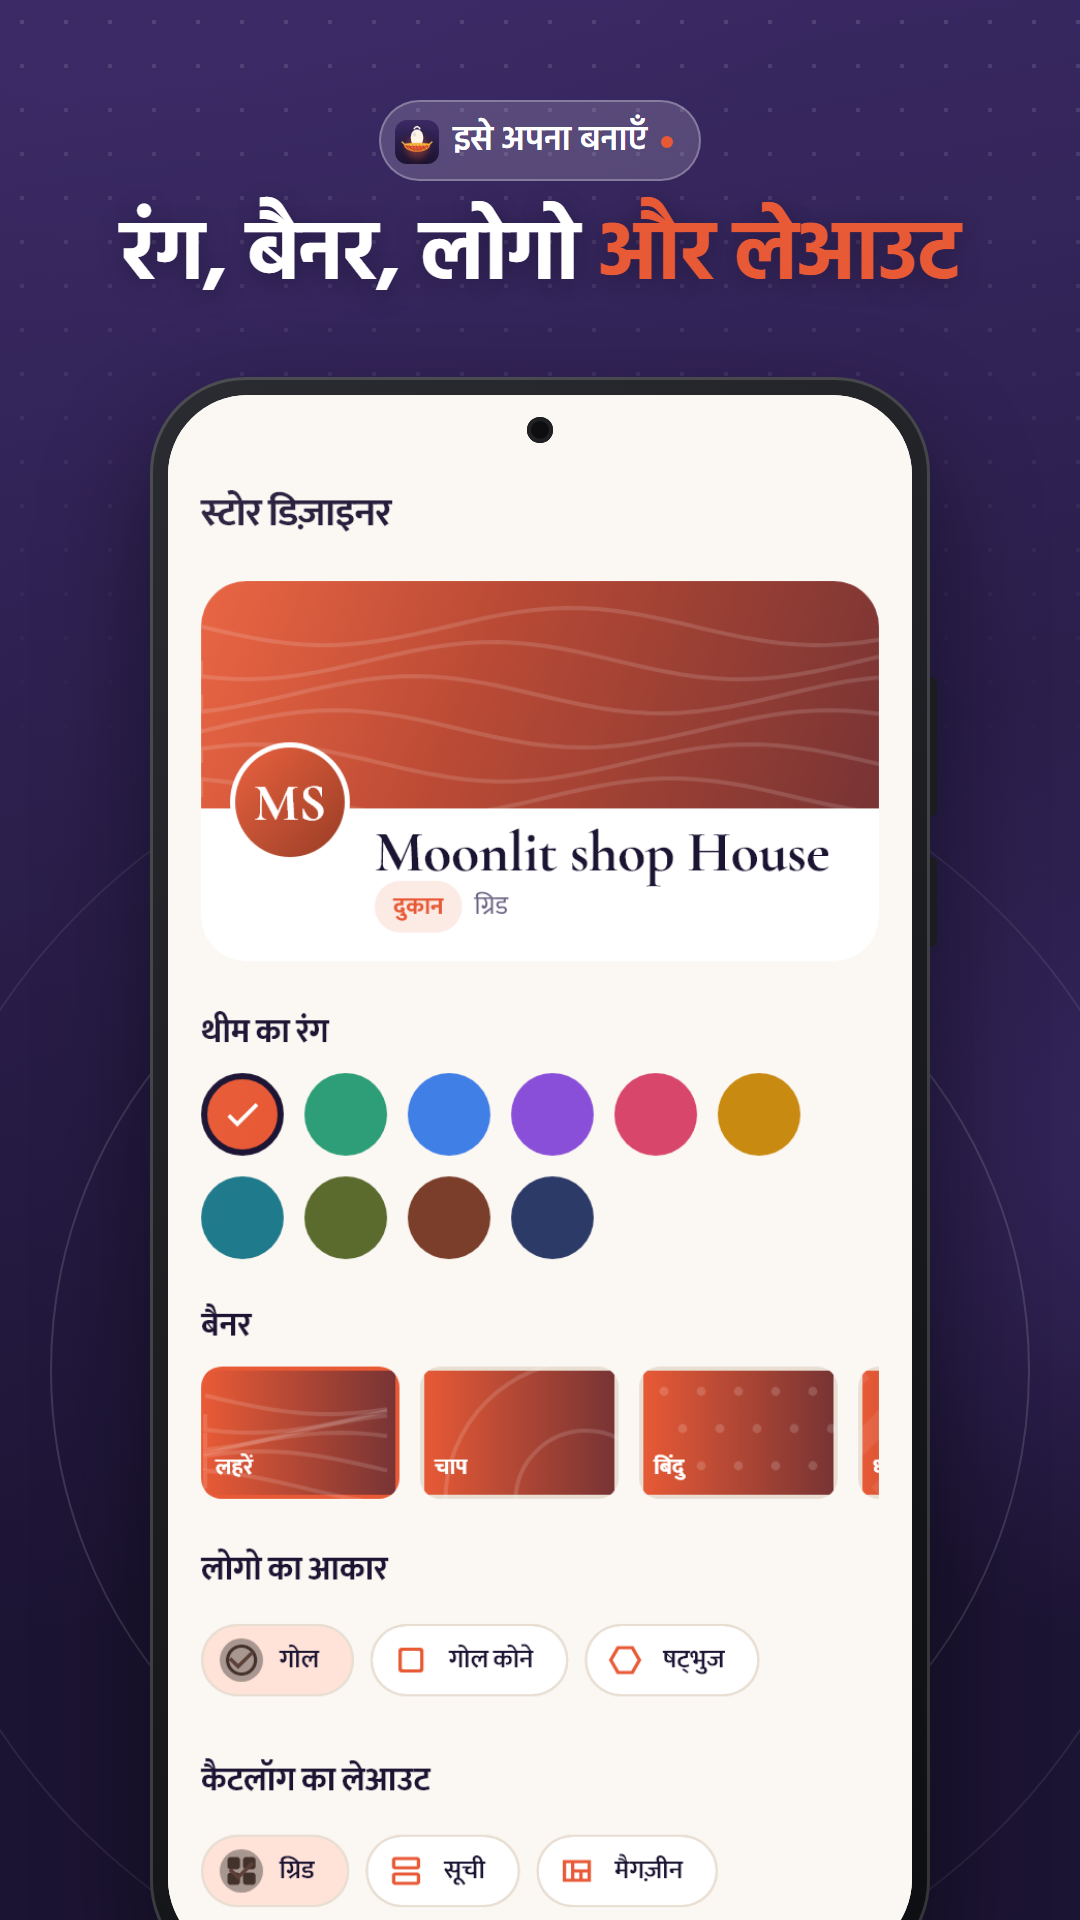 इसे अपना बनाएँ
रंग, बैनर, लोगो और लेआउट
स्टोर डिज़ाइनर
MS
Moonlit shop House
दुकान ग्रिड
थीम का रंग
बैनर
लहरें चाप बिंदु
लोगो का आकार
गोल गोल कोने षट्भुज
कैटलॉग का लेआउट
ग्रिड सूची मैगज़ीन